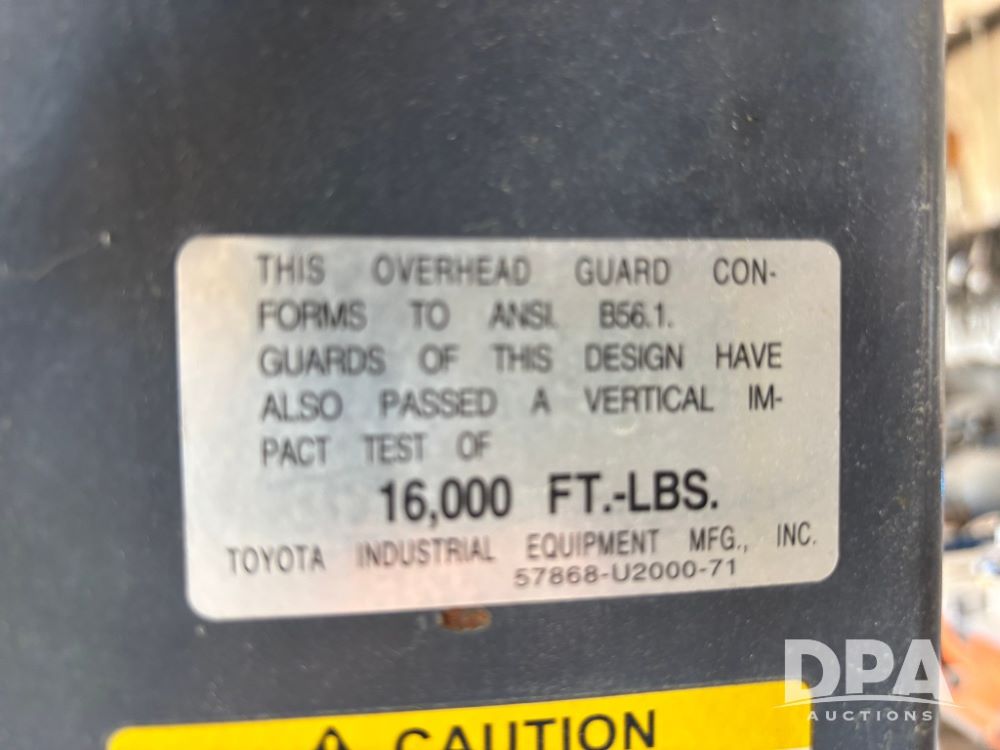 THIS OVERHEAD GUARD CON-
FORMS TO ANSI. B56.1.
GUARDS OF THIS DESIGN HAVE
ALSO PASSED A VERTICAL IM-
PACT TEST OF
16,000 FT.-LBS.
TOYOTA INDUSTRIAL EQUIPMENT MFG., INC.
57868-U2000-71
CAUTION
DPA
AUCTIONS